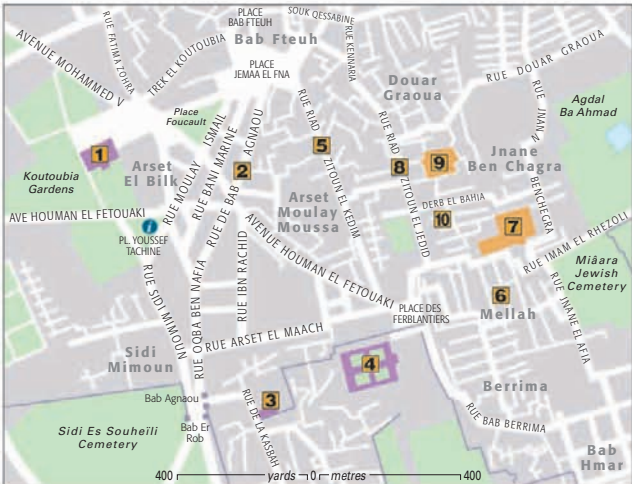 PLACE
BAB FTEUH
SOUK QESSABINE
RUE FATIMA ZOHRA
AVENUE MOHAMMED V
TREK EL KOUTOUBIA
Bab Fteuh
RUE KENNARIA
PLACE
JEMAA EL FNA
Douar
Graoua
RUE DOUAR GRAOUA
Place
Foucault
Agdal
Ba Ahmad
RUE JNAN
N BENCHEGRA
1
Koutoubia
Gardens
Arset
El Bilk
RUE MOULAY ISMAIL
RUE BANI MARINE
RUE DE BAB AGNAOU
2
5
RUE RIAD ZITOUN EL KEDIM
8
9
RUE RIAD ZITOUN EL JEDID
Jnane
Ben Chagra
Arset
Moulay
Moussa
DERB EL BAHIA
10
7
AVE HOUMAN EL FETOUAKI
i
PL. YOUSSEF
TACHINE
AVENUE HOUMAN EL FETOUAKI
RUE IBN RACHID
RUE IMAM EL RHEZOLI
Miâara
Jewish
Cemetery
RUE SIDI MIMOUN
RUE OQBA BEN NAFIA
6
Mellah
PLACE DES
FERBLANTIERS
RUE JNANE EL AFIA
RUE ARSET EL MAACH
Sidi
Mimoun
4
Berrima
3
Bab Agnaou
RUE DE LA KASBAH
RUE BAB BERRIMA
Sidi Es Souheïli
Cemetery
Bab Er
Rob
Bab
Hmar
400 yards 0 metres 400